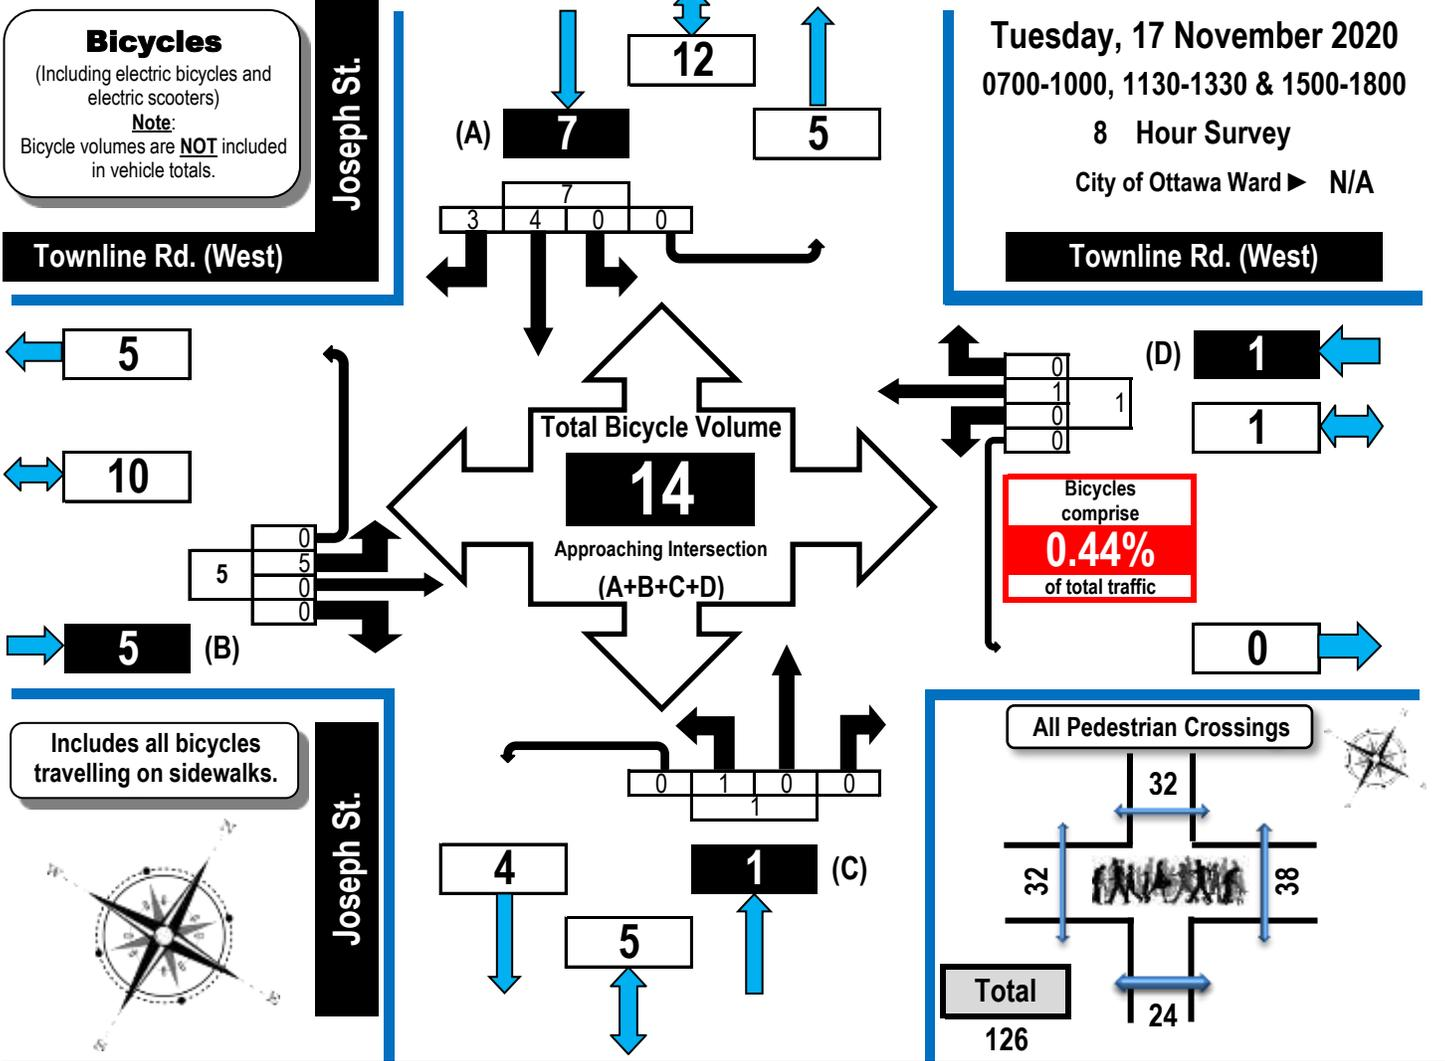 Bicycles
(Including electric bicycles and
electric scooters)
Note:
Bicycle volumes are NOT included
in vehicle totals.
Joseph St.
Townline Rd. (West)
12
(A)
7
5
7
3 4 0 0
Tuesday, 17 November 2020
0700-1000, 1130-1330 & 1500-1800
8 Hour Survey
City of Ottawa Ward ► N/A
Townline Rd. (West)
5
10
0
5
0
0
5
5
(B)
Total Bicycle Volume
14
Approaching Intersection
(A+B+C+D)
0
1
0
0
1
(D)
1
1
Bicycles
comprise
0.44%
of total traffic
0
Includes all bicycles
travelling on sidewalks.
N
W
E
S
Joseph St.
0 1 0 0
1
4
1
(C)
5
All Pedestrian Crossings
32
32
38
24
Total
126